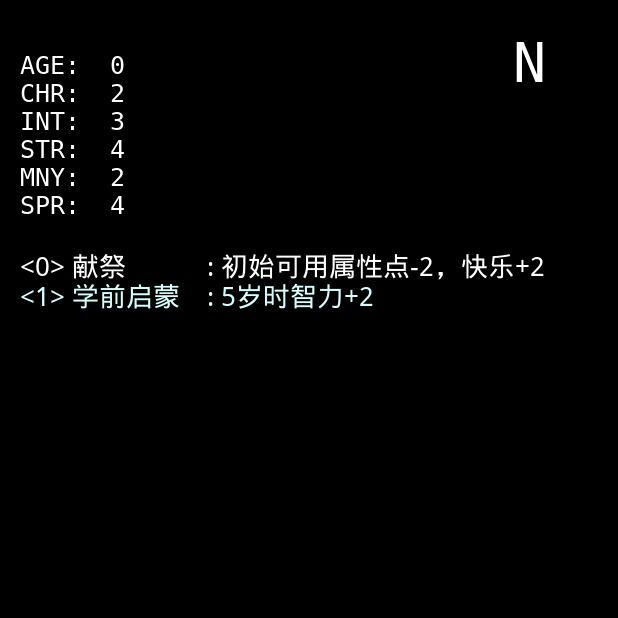 N
AGE: 0
CHR: 2
INT: 3
STR: 4
MNY: 2
SPR: 4
<0> 献祭 : 初始可用属性点-2，快乐+2
<1> 学前启蒙 : 5岁时智力+2